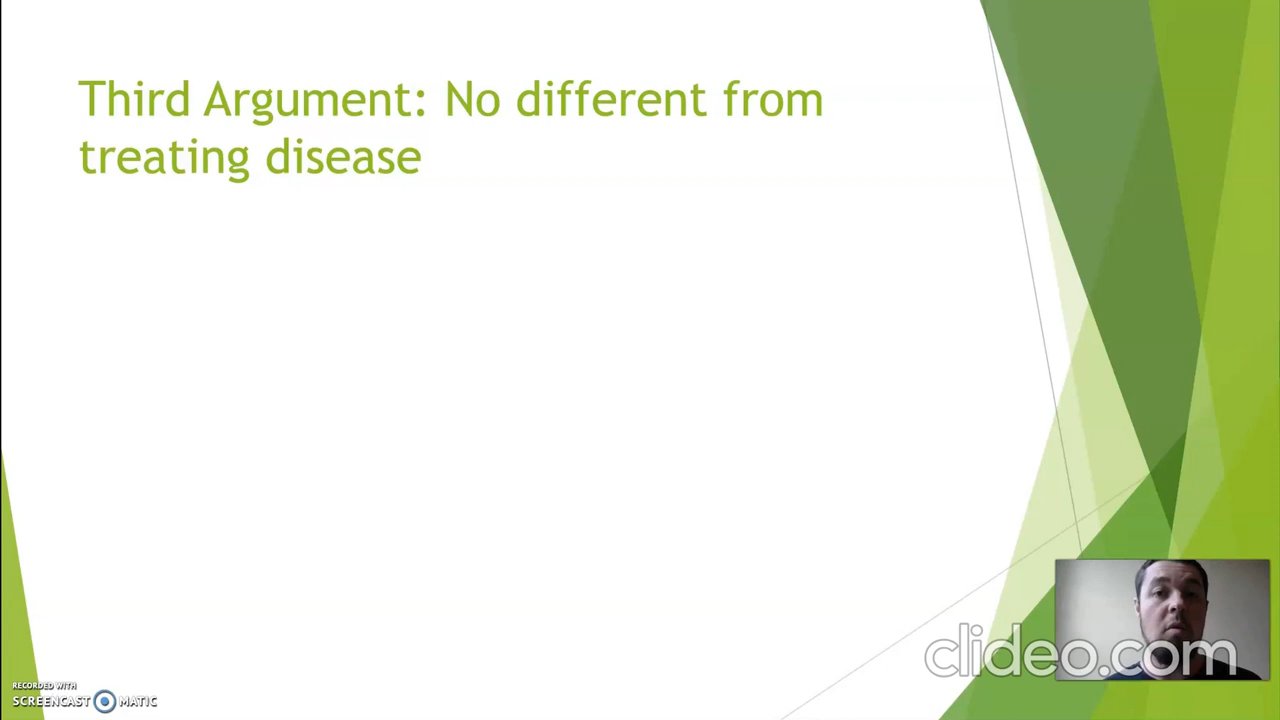 Third Argument: No different from
treating disease
clideo.com
RECORDED WITH
SCREENCAST MATIC